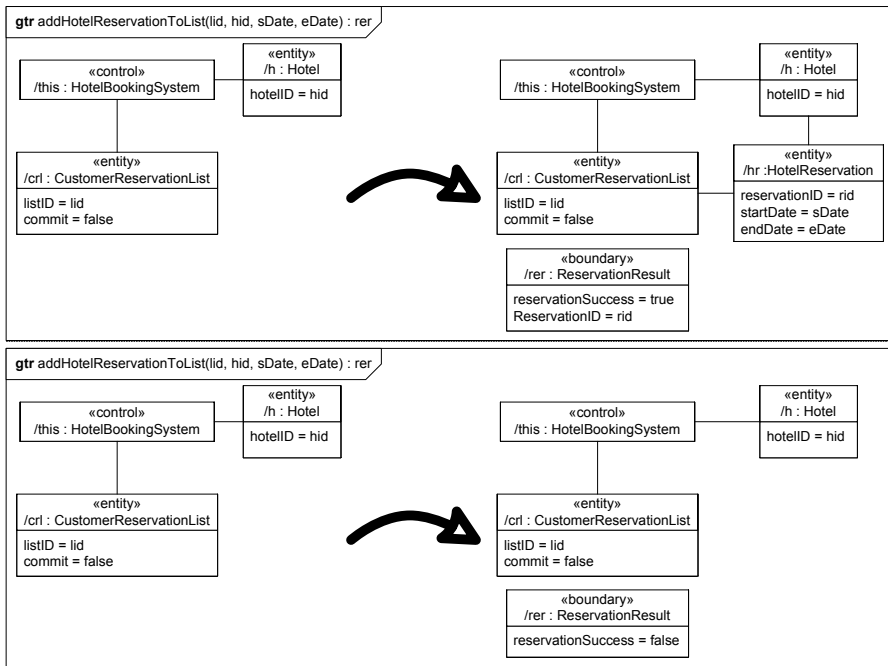 gtr addHotelReservationToList(lid, hid, sDate, eDate) : rer
«control»
/this : HotelBookingSystem
«entity»
/h : Hotel
hotelID = hid
«entity»
/crl : CustomerReservationList
listID = lid
commit = false
«control»
/this : HotelBookingSystem
«entity»
/h : Hotel
hotelID = hid
«entity»
/crl : CustomerReservationList
listID = lid
commit = false
«entity»
/hr :HotelReservation
reservationID = rid
startDate = sDate
endDate = eDate
«boundary»
/rer : ReservationResult
reservationSuccess = true
ReservationID = rid
gtr addHotelReservationToList(lid, hid, sDate, eDate) : rer
«control»
/this : HotelBookingSystem
«entity»
/h : Hotel
hotelID = hid
«entity»
/crl : CustomerReservationList
listID = lid
commit = false
«control»
/this : HotelBookingSystem
«entity»
/h : Hotel
hotelID = hid
«entity»
/crl : CustomerReservationList
listID = lid
commit = false
«boundary»
/rer : ReservationResult
reservationSuccess = false